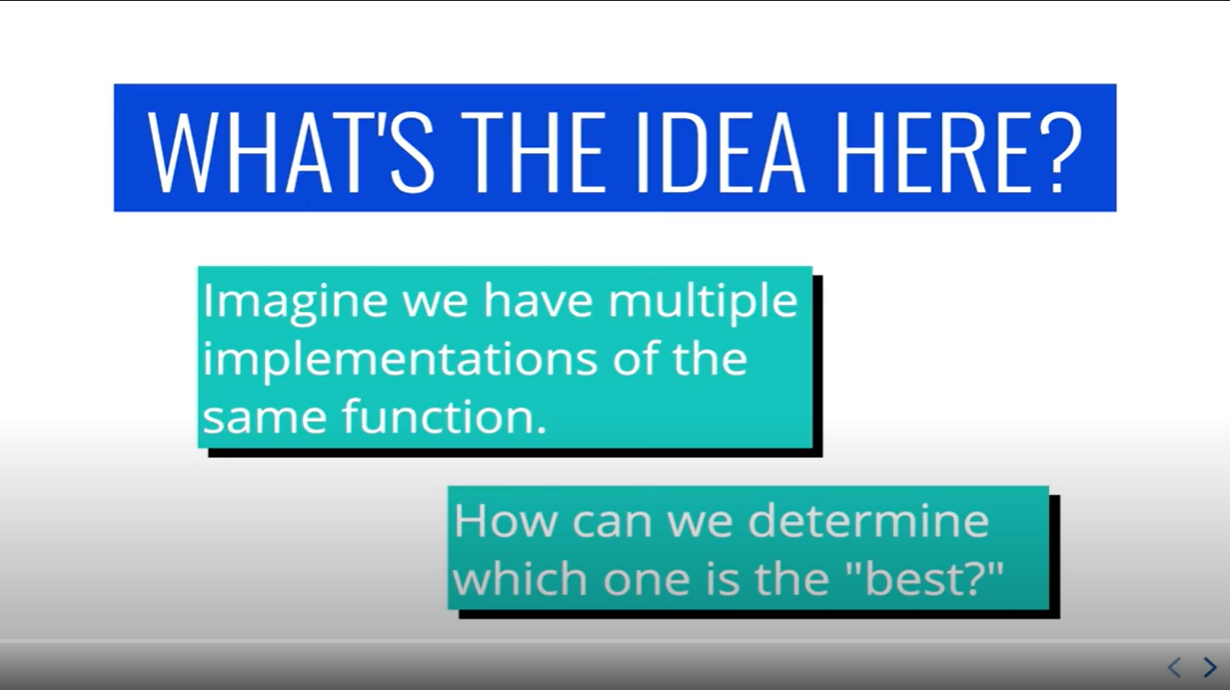 WHAT'S THE IDEA HERE?
Imagine we have multiple
implementations of the
same function.
How can we determine
which one is the "best?"